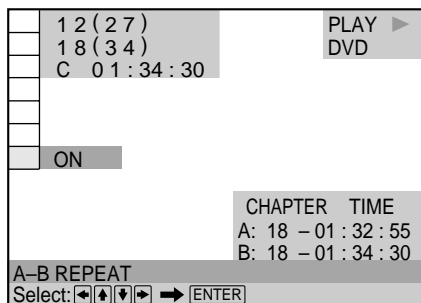 12(27)
18(34)
C 01:34:30
PLAY ▶
DVD
ON
CHAPTER TIME
A: 18 – 01 : 32 : 55
B: 18 – 01 : 34 : 30
A–B REPEAT
Select: ← ↑ ↓ → ➡ ENTER